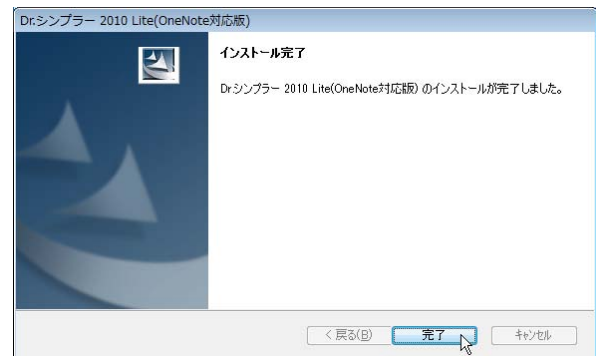 Dr.シンプラー 2010 Lite(OneNote対応版)
インストール完了
Dr.シンプラー 2010 Lite(OneNote対応版) のインストールが完了しました。
< 戻る(B)
完了
キャンセル